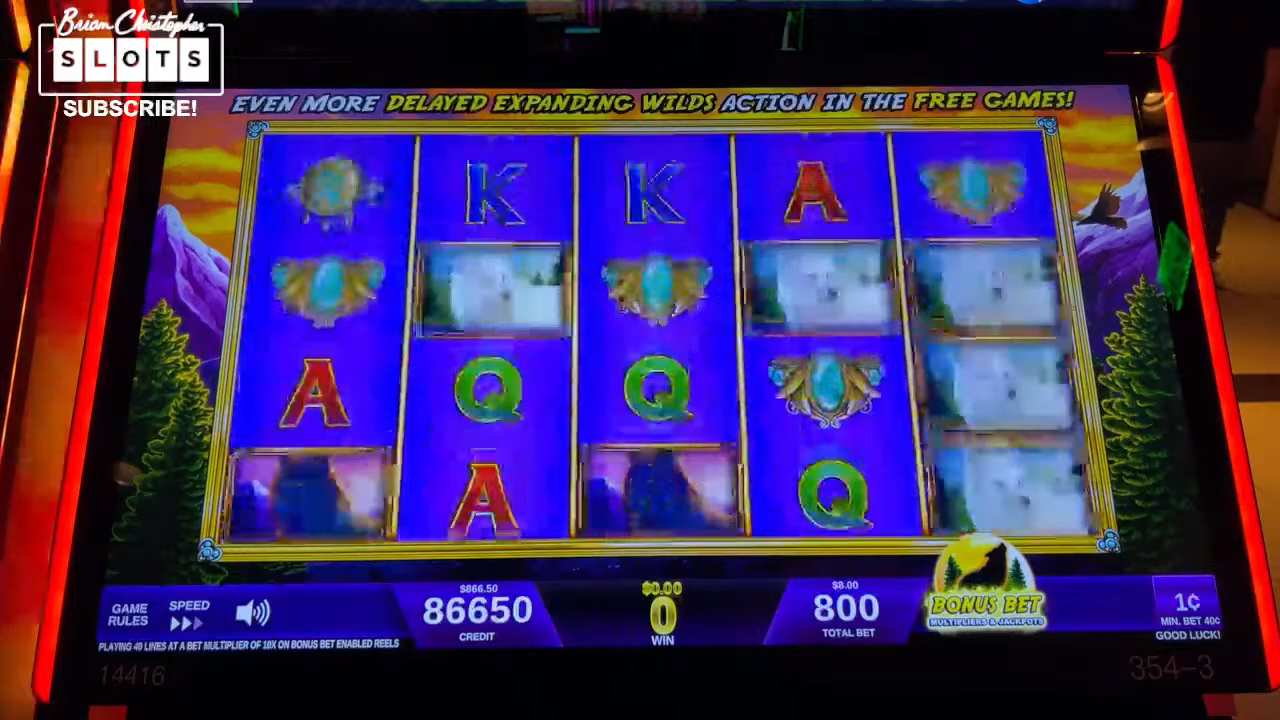 Brian Christopher
SLOTS
SUBSCRIBE!
EVEN MORE DELAYED EXPANDING WILDS ACTION IN THE FREE GAMES!
K K A
A Q Q
A Q
GAME RULES
SPEED
$866.50
86650
CREDIT
$0.00
0
WIN
$8.00
800
TOTAL BET
BONUS BET
MULTIPLIERS & JACKPOTS
1¢
MIN. BET 40¢
GOOD LUCK!
PLAYING 40 LINES AT A BET MULTIPLIER OF 10X ON BONUS BET ENABLED REELS
14416
354-3